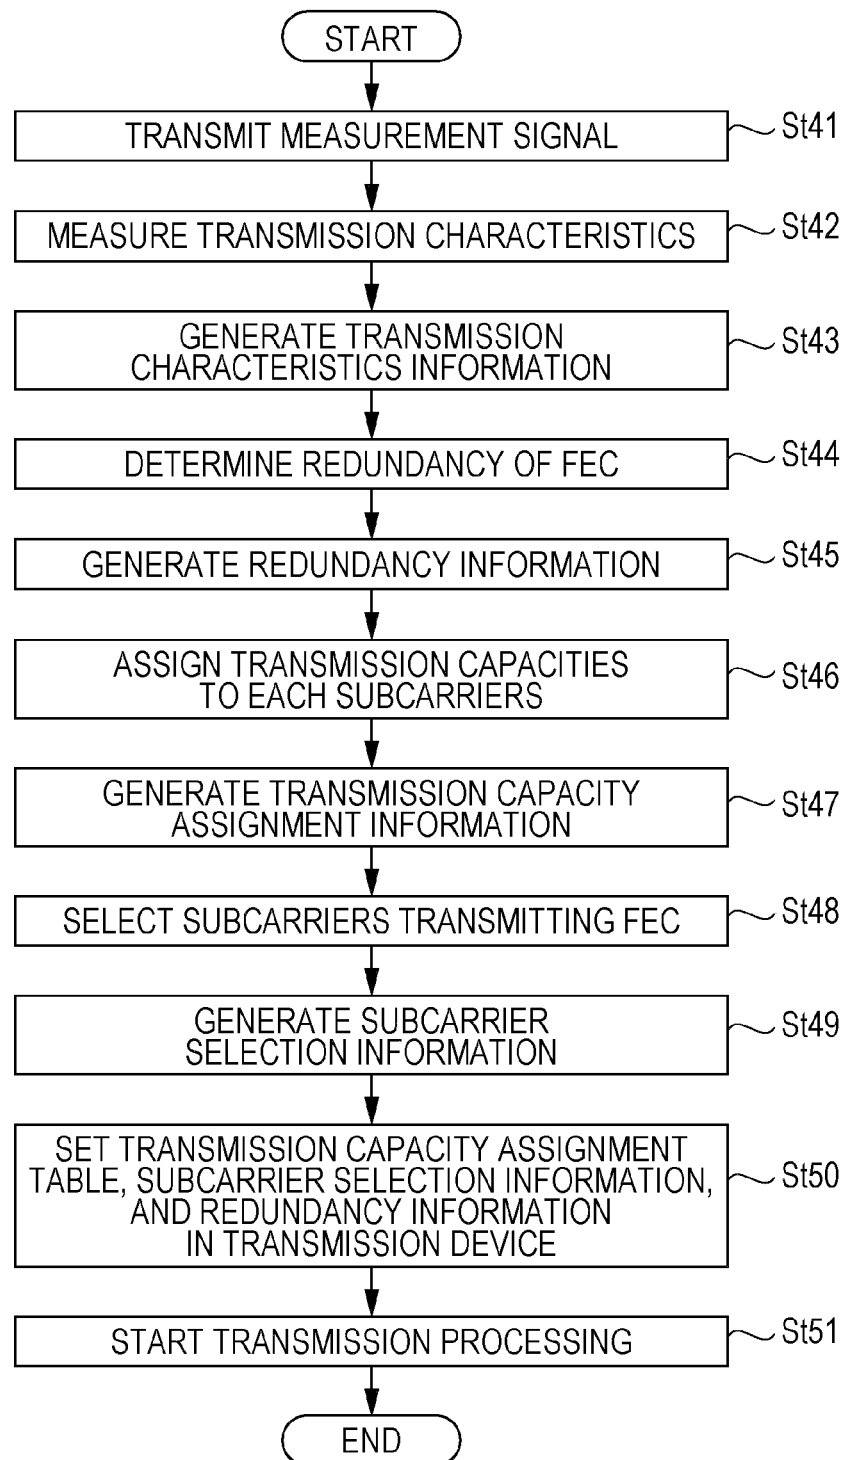 START
TRANSMIT MEASUREMENT SIGNAL
St41
MEASURE TRANSMISSION CHARACTERISTICS
St42
GENERATE TRANSMISSION
CHARACTERISTICS INFORMATION
St43
DETERMINE REDUNDANCY OF FEC
St44
GENERATE REDUNDANCY INFORMATION
St45
ASSIGN TRANSMISSION CAPACITIES
TO EACH SUBCARRIERS
St46
GENERATE TRANSMISSION CAPACITY
ASSIGNMENT INFORMATION
St47
SELECT SUBCARRIERS TRANSMITTING FEC
St48
GENERATE SUBCARRIER
SELECTION INFORMATION
St49
SET TRANSMISSION CAPACITY ASSIGNMENT
TABLE, SUBCARRIER SELECTION INFORMATION,
AND REDUNDANCY INFORMATION
IN TRANSMISSION DEVICE
St50
START TRANSMISSION PROCESSING
St51
END